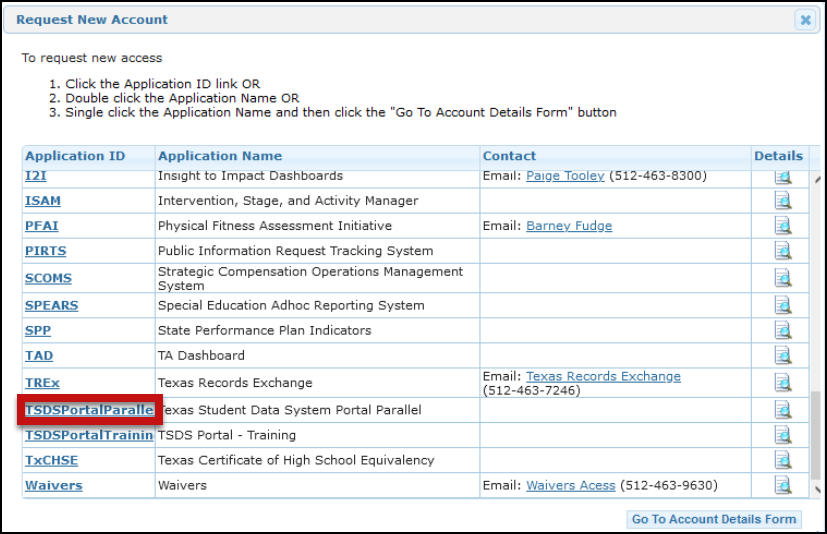 Request New Account
To request new access
1. Click the Application ID link OR
2. Double click the Application Name OR
3. Single click the Application Name and then click the "Go To Account Details Form" button
Application ID Application Name Contact Details
I2I Insight to Impact Dashboards Email: Paige Tooley (512-463-8300)
ISAM Intervention, Stage, and Activity Manager
PFAI Physical Fitness Assessment Initiative Email: Barney Fudge
PIRTS Public Information Request Tracking System
SCOMS Strategic Compensation Operations Management
System
SPEARS Special Education Adhoc Reporting System
SPP State Performance Plan Indicators
TAD TA Dashboard
TREx Texas Records Exchange Email: Texas Records Exchange
(512-463-7246)
TSDSPortalParalle Texas Student Data System Portal Parallel
TSDSPortalTrainin TSDS Portal - Training
TxCHSE Texas Certificate of High School Equivalency
Waivers Waivers Email: Waivers Acess (512-463-9630)
Go To Account Details Form